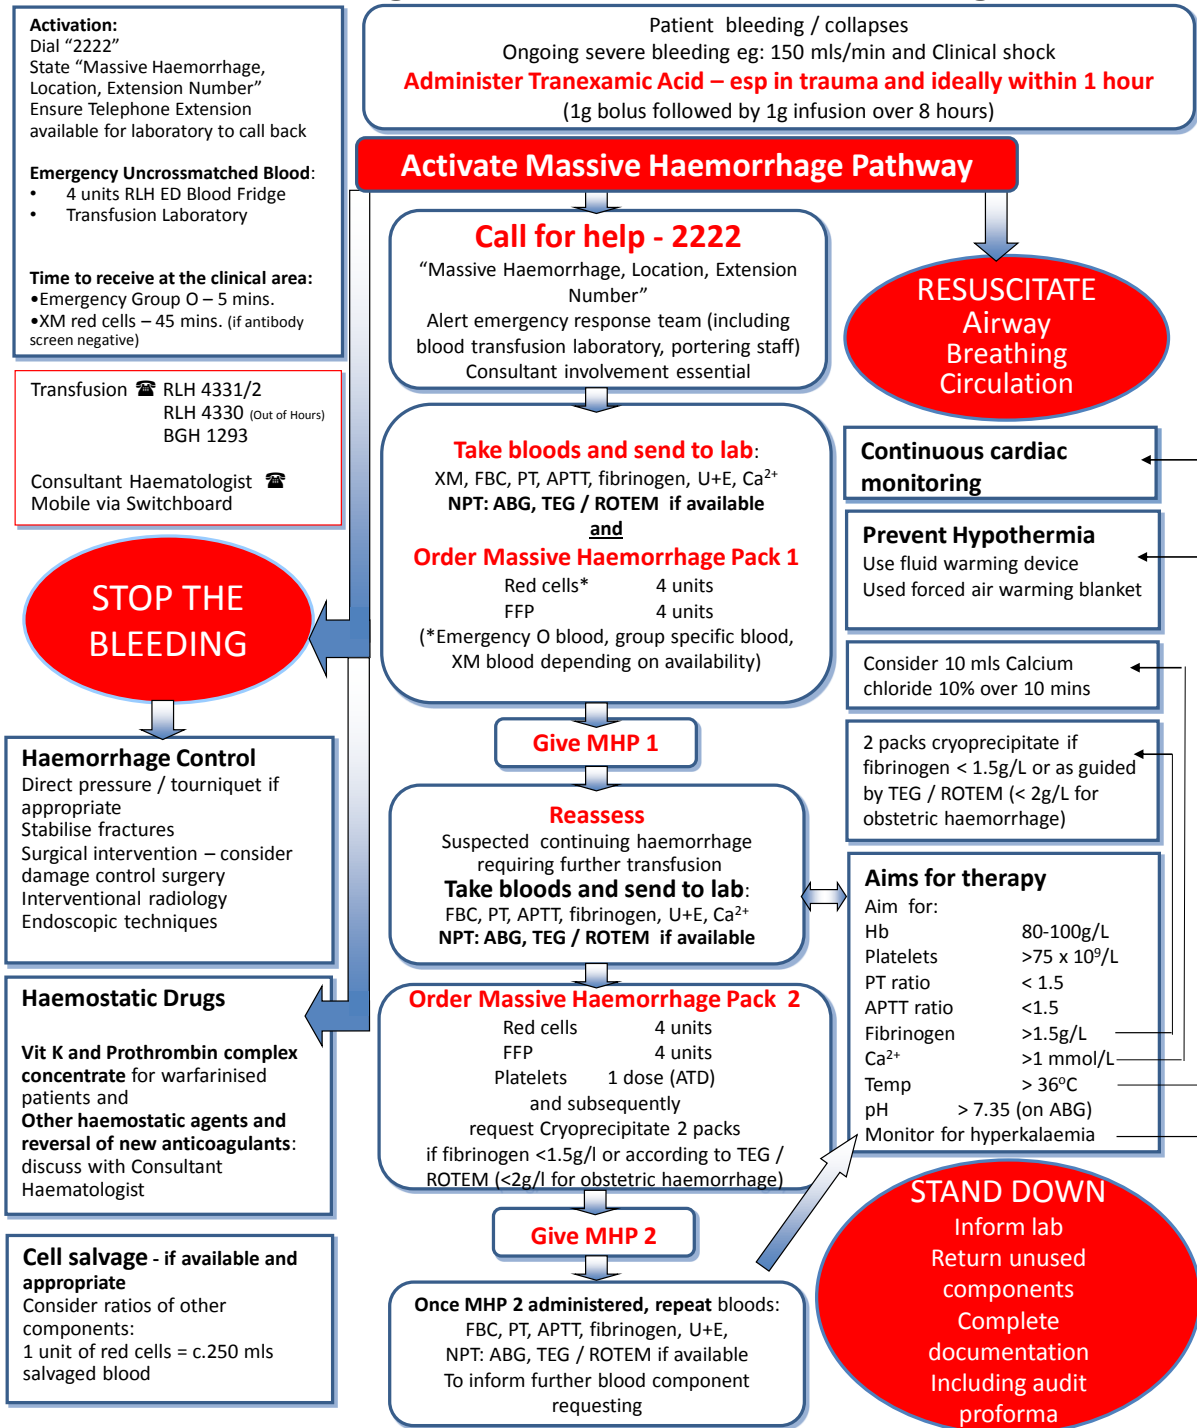 Activation:
Dial "2222"
State "Massive Haemorrhage,
Location, Extension Number"
Ensure Telephone Extension
available for laboratory to call back
Emergency Uncrossmatched Blood:
• 4 units RLH ED Blood Fridge
• Transfusion Laboratory
Time to receive at the clinical area:
•Emergency Group O – 5 mins.
•XM red cells – 45 mins. (if antibody
screen negative)
Transfusion ☎ RLH 4331/2
RLH 4330 (Out of Hours)
BGH 1293
Consultant Haematologist ☎
Mobile via Switchboard
Patient bleeding / collapses
Ongoing severe bleeding eg: 150 mls/min and Clinical shock
Administer Tranexamic Acid – esp in trauma and ideally within 1 hour
(1g bolus followed by 1g infusion over 8 hours)
Activate Massive Haemorrhage Pathway
Call for help - 2222
"Massive Haemorrhage, Location, Extension
Number"
Alert emergency response team (including
blood transfusion laboratory, portering staff)
Consultant involvement essential
RESUSCITATE
Airway
Breathing
Circulation
Take bloods and send to lab:
XM, FBC, PT, APTT, fibrinogen, U+E, Ca²⁺
NPT: ABG, TEG / ROTEM if available
and
Order Massive Haemorrhage Pack 1
Red cells* 4 units
FFP 4 units
(*Emergency O blood, group specific blood,
XM blood depending on availability)
Give MHP 1
STOP THE
BLEEDING
Haemorrhage Control
Direct pressure / tourniquet if
appropriate
Stabilise fractures
Surgical intervention – consider
damage control surgery
Interventional radiology
Endoscopic techniques
Haemostatic Drugs
Vit K and Prothrombin complex
concentrate for warfarinised
patients and
Other haemostatic agents and
reversal of new anticoagulants:
discuss with Consultant
Haematologist
Cell salvage - if available and
appropriate
Consider ratios of other
components:
1 unit of red cells = c.250 mls
salvaged blood
Reassess
Suspected continuing haemorrhage
requiring further transfusion
Take bloods and send to lab:
FBC, PT, APTT, fibrinogen, U+E, Ca²⁺
NPT: ABG, TEG / ROTEM if available
Order Massive Haemorrhage Pack 2
Red cells 4 units
FFP 4 units
Platelets 1 dose (ATD)
and subsequently
request Cryoprecipitate 2 packs
if fibrinogen <1.5g/l or according to TEG /
ROTEM (<2g/l for obstetric haemorrhage)
Give MHP 2
Once MHP 2 administered, repeat bloods:
FBC, PT, APTT, fibrinogen, U+E,
NPT: ABG, TEG / ROTEM if available
To inform further blood component
requesting
Continuous cardiac
monitoring
Prevent Hypothermia
Use fluid warming device
Used forced air warming blanket
Consider 10 mls Calcium
chloride 10% over 10 mins
2 packs cryoprecipitate if
fibrinogen < 1.5g/L or as guided
by TEG / ROTEM (< 2g/L for
obstetric haemorrhage)
Aims for therapy
Aim for:
Hb 80-100g/L
Platelets >75 x 10⁹/L
PT ratio < 1.5
APTT ratio <1.5
Fibrinogen >1.5g/L
Ca²⁺ >1 mmol/L
Temp > 36°C
pH > 7.35 (on ABG)
Monitor for hyperkalaemia
STAND DOWN
Inform lab
Return unused
components
Complete
documentation
Including audit
proforma